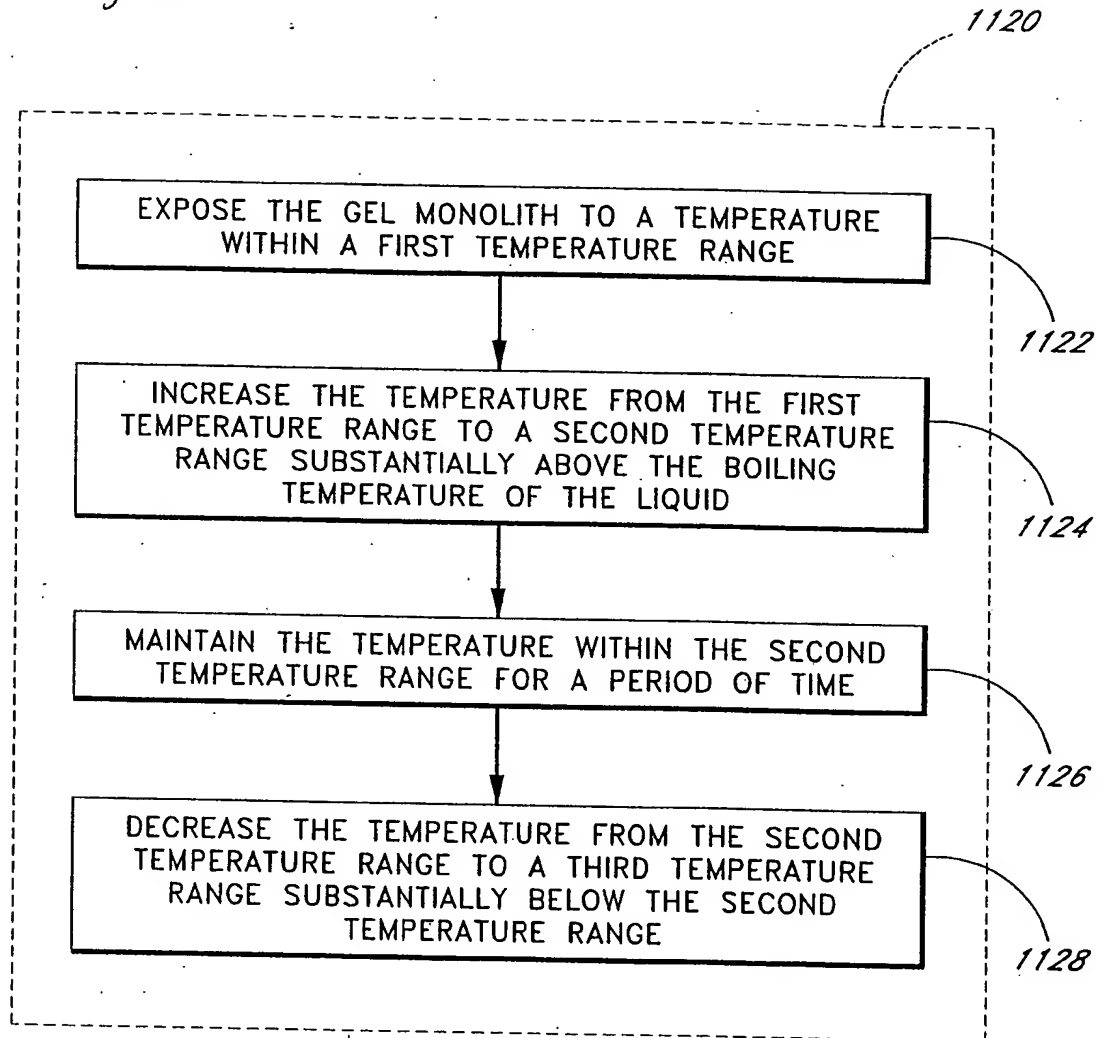 1120
EXPOSE THE GEL MONOLITH TO A TEMPERATURE
WITHIN A FIRST TEMPERATURE RANGE
1122
INCREASE THE TEMPERATURE FROM THE FIRST
TEMPERATURE RANGE TO A SECOND TEMPERATURE
RANGE SUBSTANTIALLY ABOVE THE BOILING
TEMPERATURE OF THE LIQUID
1124
MAINTAIN THE TEMPERATURE WITHIN THE SECOND
TEMPERATURE RANGE FOR A PERIOD OF TIME
1126
DECREASE THE TEMPERATURE FROM THE SECOND
TEMPERATURE RANGE TO A THIRD TEMPERATURE
RANGE SUBSTANTIALLY BELOW THE SECOND
TEMPERATURE RANGE
1128